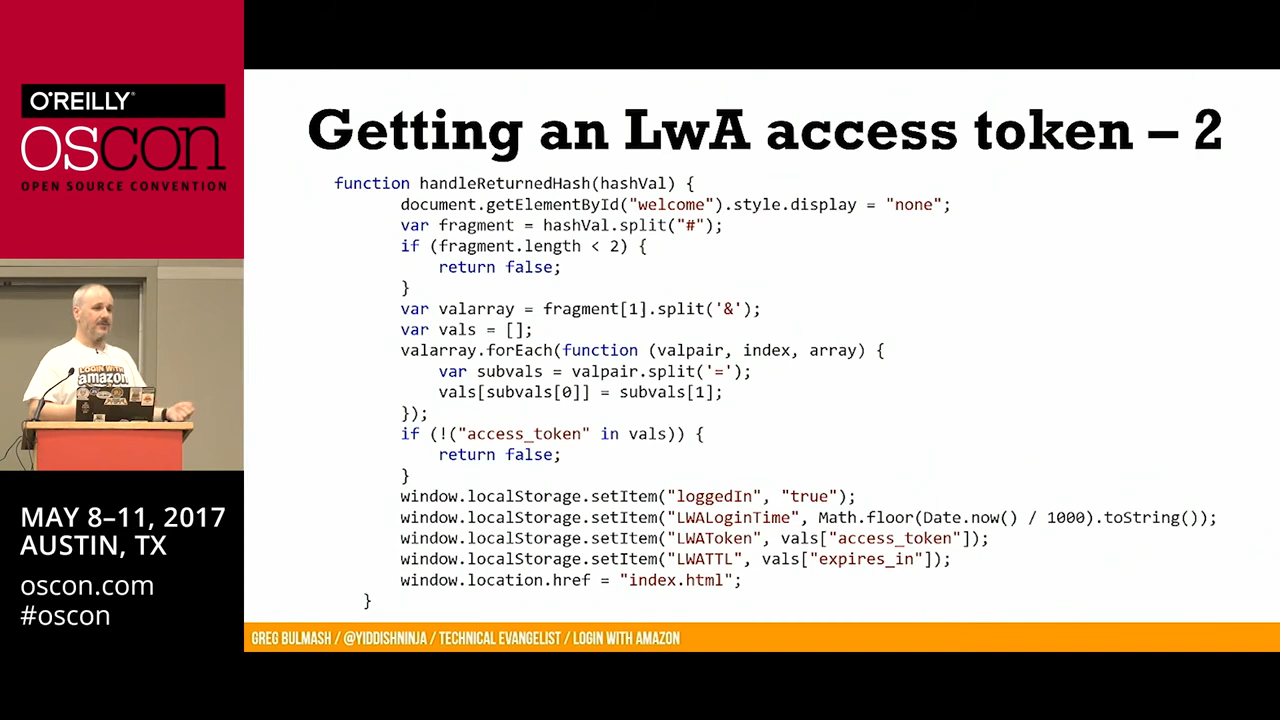 O'REILLY®
OSCON
OPEN SOURCE CONVENTION
LOGIN WITH
amazon
MAY 8–11, 2017
AUSTIN, TX
oscon.com
#oscon
Getting an LwA access token – 2
function handleReturnedHash(hashVal) {
document.getElementById("welcome").style.display = "none";
var fragment = hashVal.split("#");
if (fragment.length < 2) {
return false;
}
var valarray = fragment[1].split('&');
var vals = [];
valarray.forEach(function (valpair, index, array) {
var subvals = valpair.split('=');
vals[subvals[0]] = subvals[1];
});
if (!("access_token" in vals)) {
return false;
}
window.localStorage.setItem("loggedIn", "true");
window.localStorage.setItem("LWALoginTime", Math.floor(Date.now() / 1000).toString());
window.localStorage.setItem("LWAToken", vals["access_token"]);
window.localStorage.setItem("LWATTL", vals["expires_in"]);
window.location.href = "index.html";
}
GREG BULMASH / @YIDDISHNINJA / TECHNICAL EVANGELIST / LOGIN WITH AMAZON